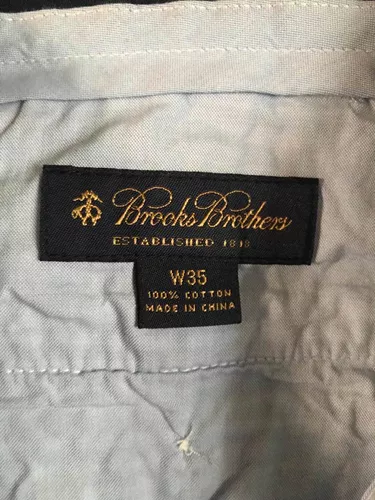 Brooks Brothers
ESTABLISHED 1818
W35
100% COTTON
MADE IN CHINA